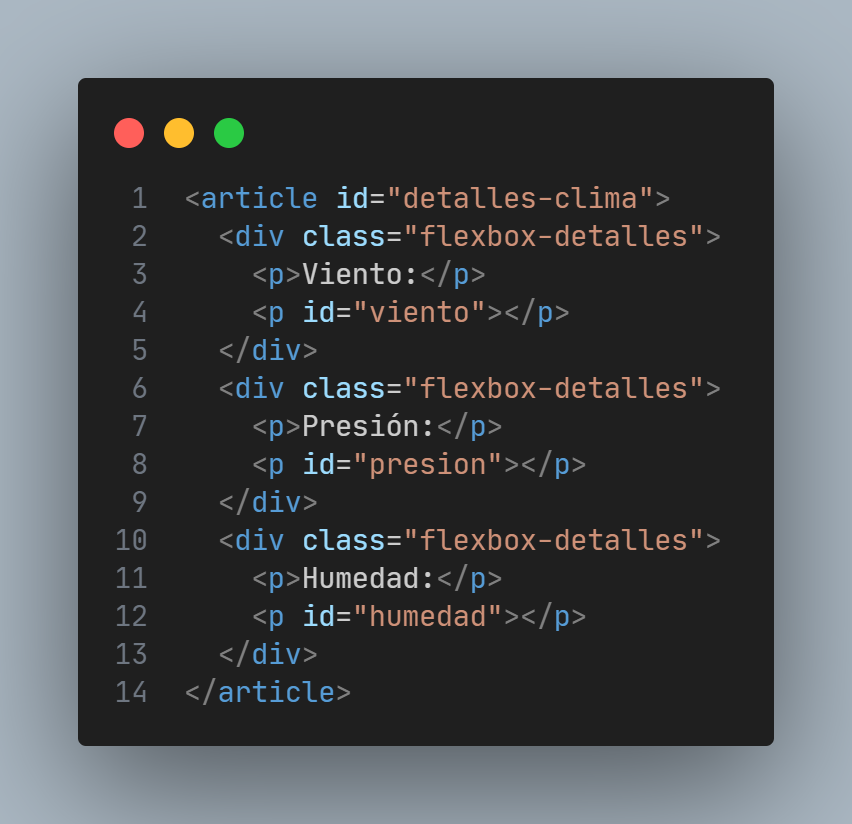 1 <article id="detalles-clima">
2   <div class="flexbox-detalles">
3     <p>Viento:</p>
4     <p id="viento"></p>
5   </div>
6   <div class="flexbox-detalles">
7     <p>Presión:</p>
8     <p id="presion"></p>
9   </div>
10   <div class="flexbox-detalles">
11     <p>Humedad:</p>
12     <p id="humedad"></p>
13   </div>
14 </article>